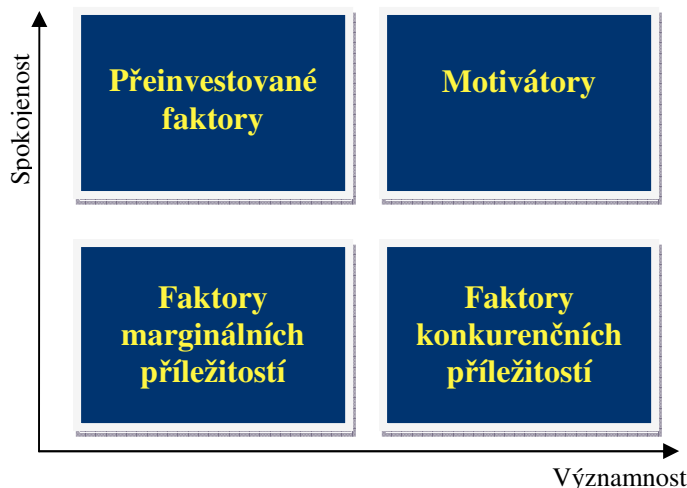 Spokojenost
Přeinvestované
faktory
Motivátory
Faktory
marginálních
příležitostí
Faktory
konkurenčních
příležitostí
Významnost